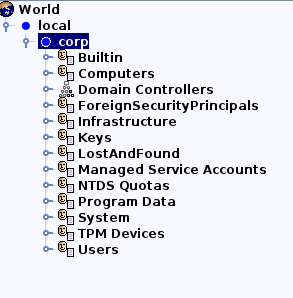 World
local
corp
Builtin
Computers
Domain Controllers
ForeignSecurityPrincipals
Infrastructure
Keys
LostAndFound
Managed Service Accounts
NTDS Quotas
Program Data
System
TPM Devices
Users